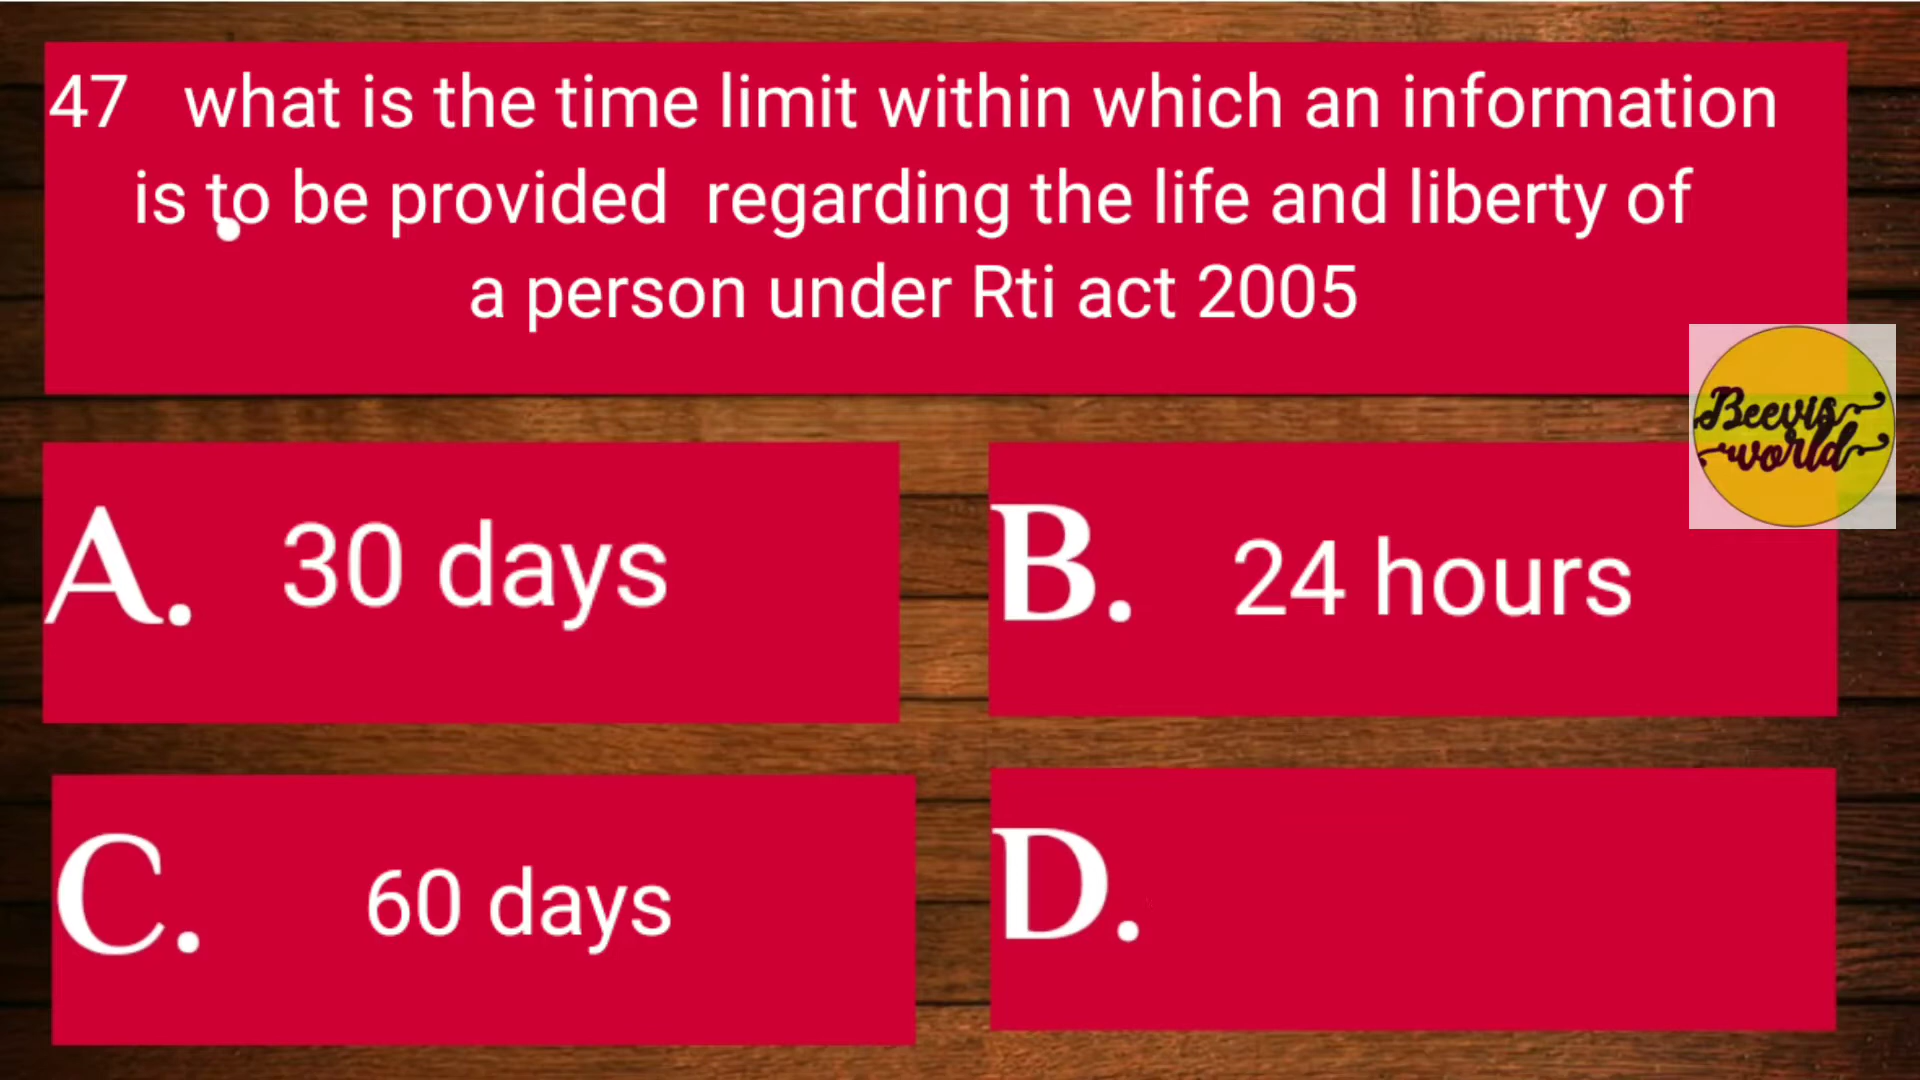 47 what is the time limit within which an information
is to be provided regarding the life and liberty of
a person under Rti act 2005
Beevis
world
A. 30 days
B. 24 hours
C. 60 days
D.